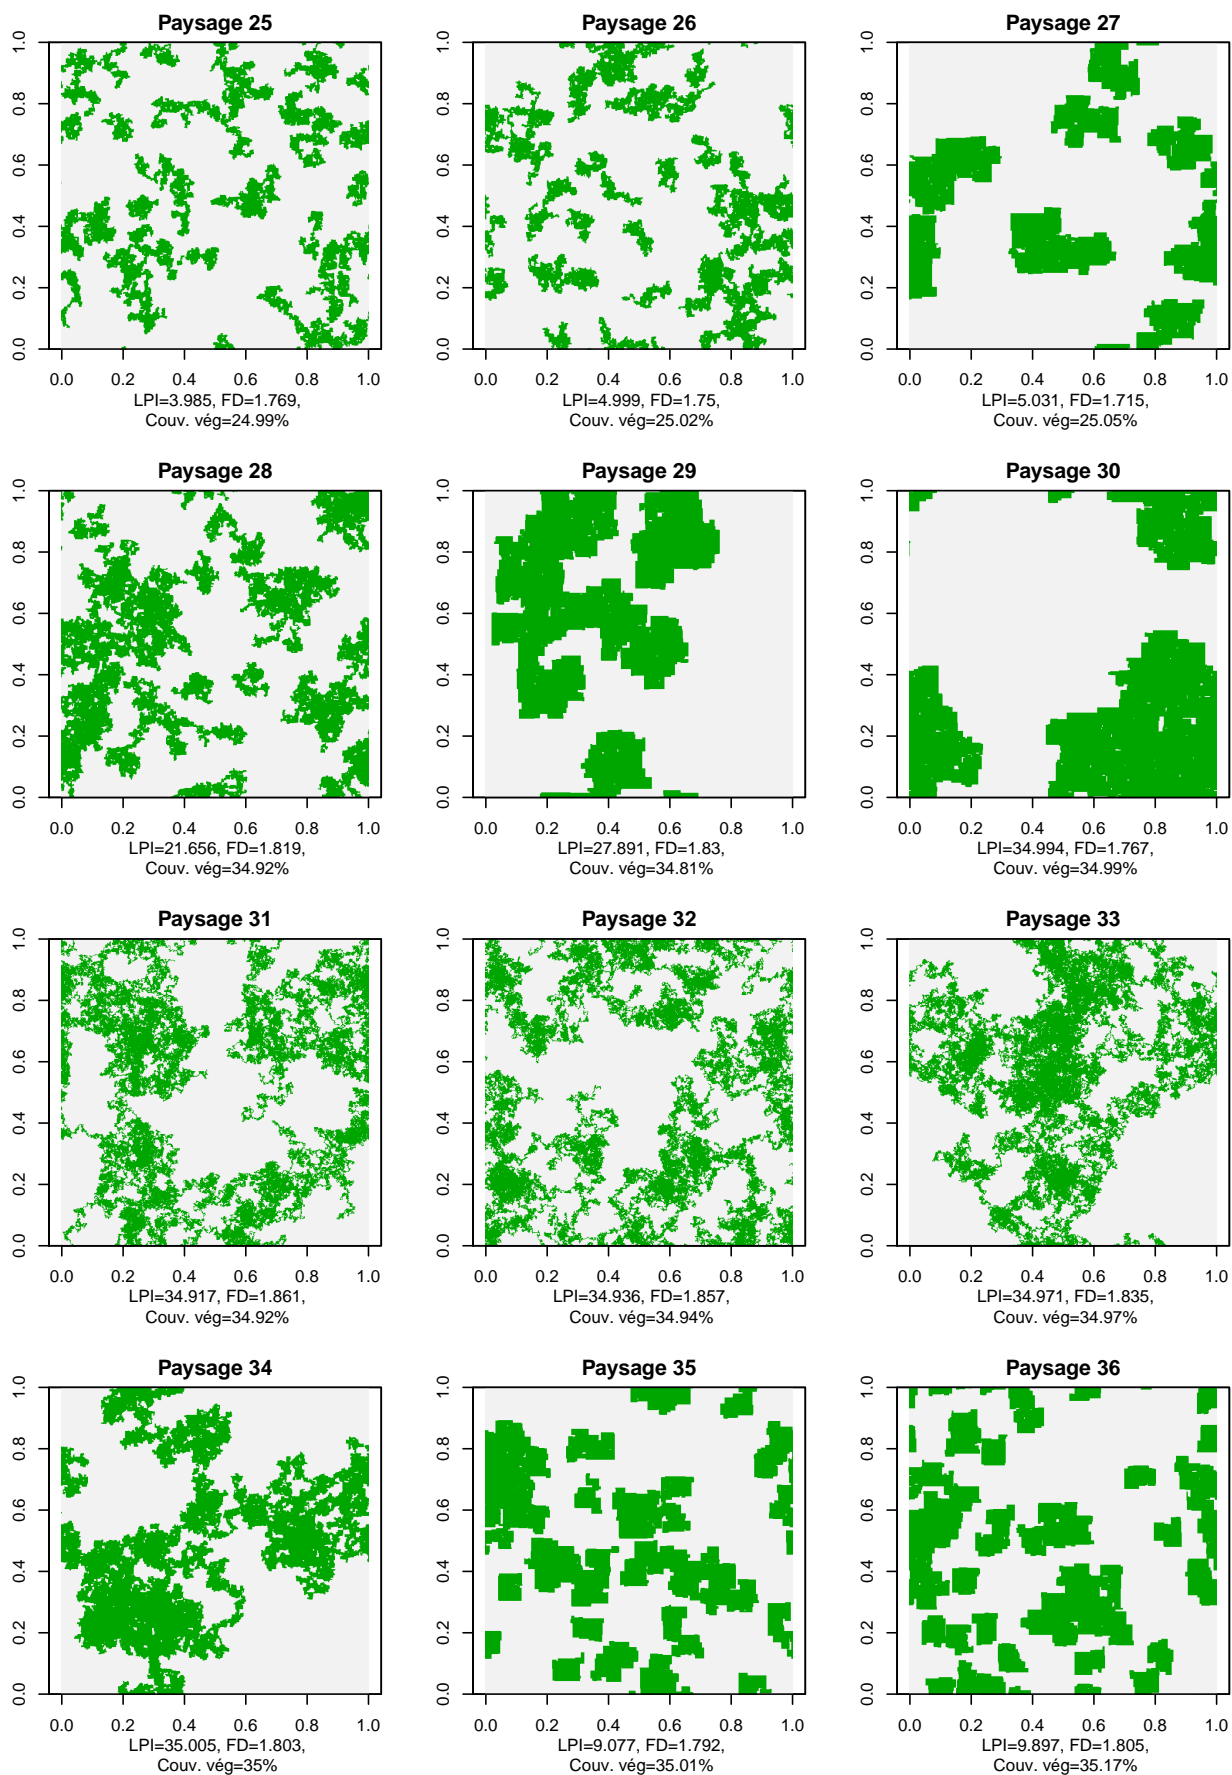 Paysage 25
Paysage 26
Paysage 27
0.0 0.2 0.4 0.6 0.8 1.0
0.0 0.2 0.4 0.6 0.8 1.0
0.0 0.2 0.4 0.6 0.8 1.0
0.0 0.2 0.4 0.6 0.8 1.0
0.0 0.2 0.4 0.6 0.8 1.0
0.0 0.2 0.4 0.6 0.8 1.0
LPI=3.985, FD=1.769,
Couv. vég=24.99%
LPI=4.999, FD=1.75,
Couv. vég=25.02%
LPI=5.031, FD=1.715,
Couv. vég=25.05%
Paysage 28
Paysage 29
Paysage 30
0.0 0.2 0.4 0.6 0.8 1.0
0.0 0.2 0.4 0.6 0.8 1.0
0.0 0.2 0.4 0.6 0.8 1.0
0.0 0.2 0.4 0.6 0.8 1.0
0.0 0.2 0.4 0.6 0.8 1.0
0.0 0.2 0.4 0.6 0.8 1.0
LPI=21.656, FD=1.819,
Couv. vég=34.92%
LPI=27.891, FD=1.83,
Couv. vég=34.81%
LPI=34.994, FD=1.767,
Couv. vég=34.99%
Paysage 31
Paysage 32
Paysage 33
0.0 0.2 0.4 0.6 0.8 1.0
0.0 0.2 0.4 0.6 0.8 1.0
0.0 0.2 0.4 0.6 0.8 1.0
0.0 0.2 0.4 0.6 0.8 1.0
0.0 0.2 0.4 0.6 0.8 1.0
0.0 0.2 0.4 0.6 0.8 1.0
LPI=34.917, FD=1.861,
Couv. vég=34.92%
LPI=34.936, FD=1.857,
Couv. vég=34.94%
LPI=34.971, FD=1.835,
Couv. vég=34.97%
Paysage 34
Paysage 35
Paysage 36
0.0 0.2 0.4 0.6 0.8 1.0
0.0 0.2 0.4 0.6 0.8 1.0
0.0 0.2 0.4 0.6 0.8 1.0
0.0 0.2 0.4 0.6 0.8 1.0
0.0 0.2 0.4 0.6 0.8 1.0
0.0 0.2 0.4 0.6 0.8 1.0
LPI=35.005, FD=1.803,
Couv. vég=35%
LPI=9.077, FD=1.792,
Couv. vég=35.01%
LPI=9.897, FD=1.805,
Couv. vég=35.17%